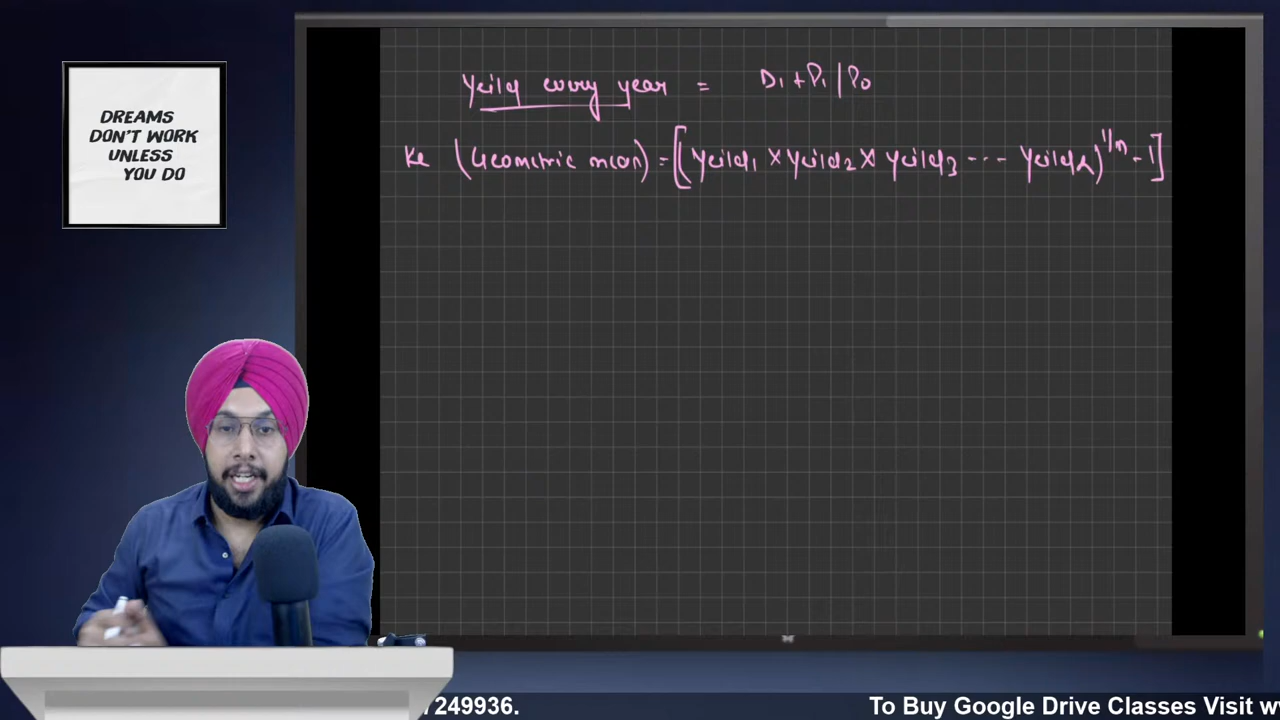 DREAMS
DON'T WORK
UNLESS
YOU DO
Yeild every year = D1 + P1 | P0
Ke (Geometric mean) = [(Yeild1 X Yeild2 X Yeild3 --- Yeildn)^1/n - 1]
7249936.
To Buy Google Drive Classes Visit w